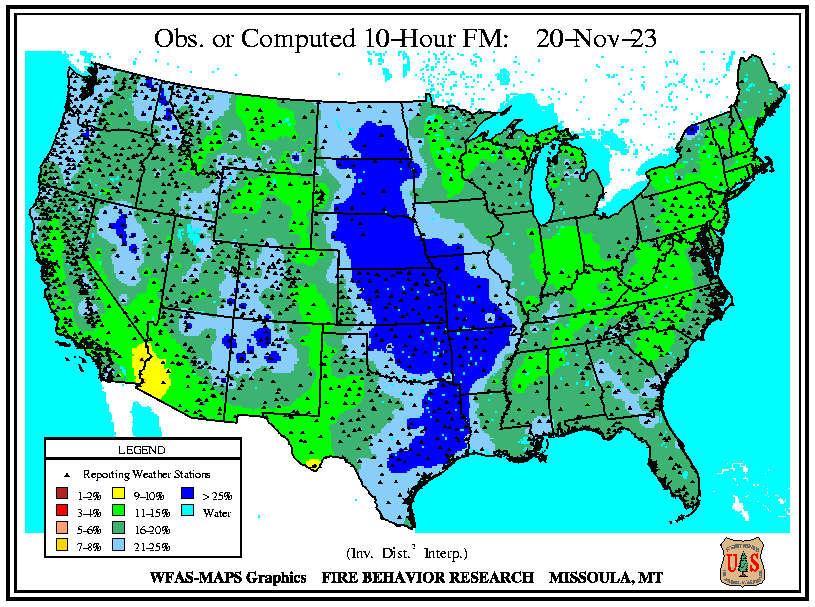 Obs. or Computed 10-Hour FM: 20-Nov-23
LEGEND
Reporting Weather Stations
1-2% 9-10% > 25%
3-4% 11-15% Water
5-6% 16-20%
7-8% 21-25%
(Inv. Dist.² Interp.)
WFAS-MAPS Graphics FIRE BEHAVIOR RESEARCH MISSOULA, MT
U S